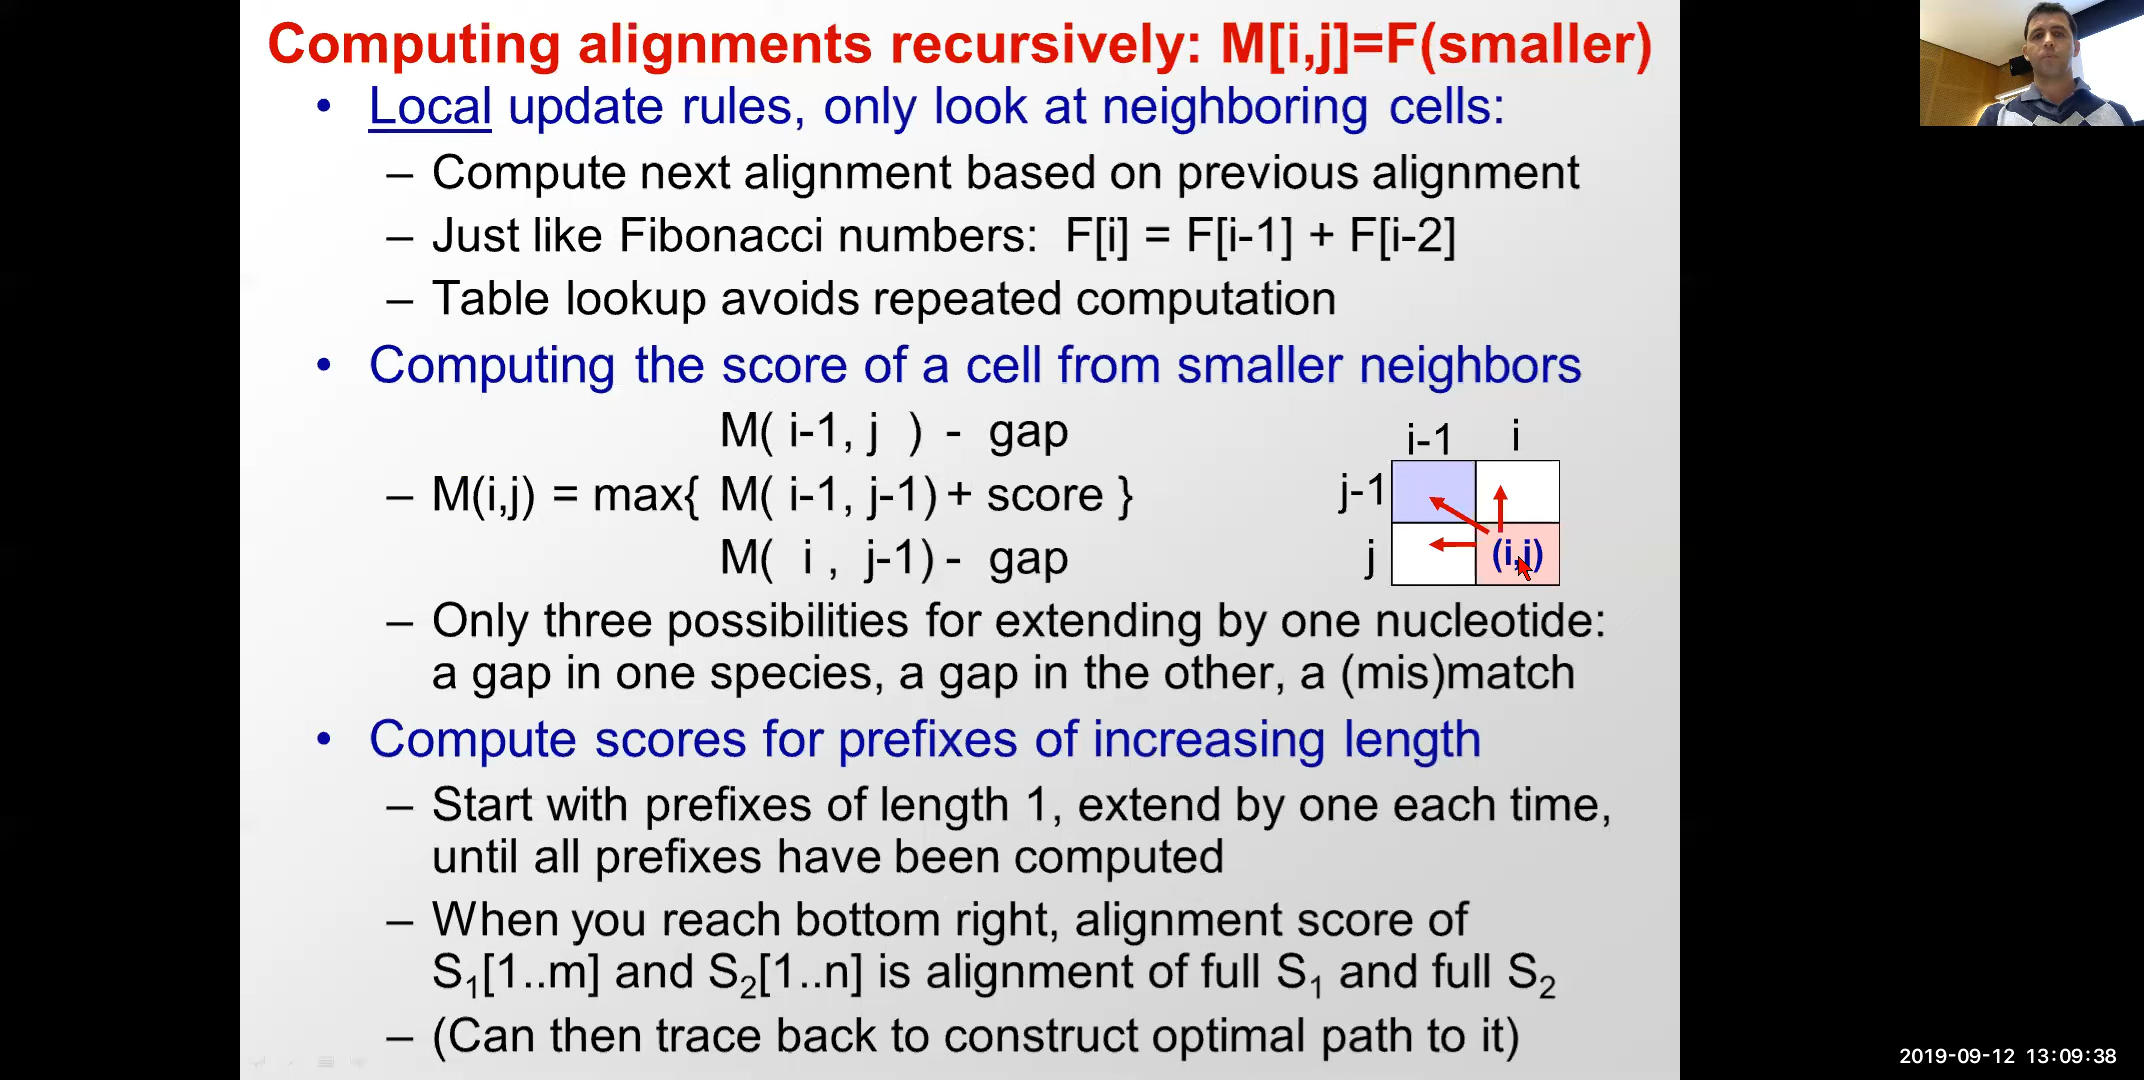 Computing alignments recursively: M[i,j]=F(smaller)
• Local update rules, only look at neighboring cells:
– Compute next alignment based on previous alignment
– Just like Fibonacci numbers: F[i] = F[i-1] + F[i-2]
– Table lookup avoids repeated computation
• Computing the score of a cell from smaller neighbors
M( i-1, j ) - gap
– M(i,j) = max{ M( i-1, j-1) + score }
M( i , j-1) - gap
i-1 i
j-1
j (i,j)
– Only three possibilities for extending by one nucleotide:
a gap in one species, a gap in the other, a (mis)match
• Compute scores for prefixes of increasing length
– Start with prefixes of length 1, extend by one each time,
until all prefixes have been computed
– When you reach bottom right, alignment score of
S₁[1..m] and S₂[1..n] is alignment of full S₁ and full S₂
– (Can then trace back to construct optimal path to it)
2019-09-12 13:09:38